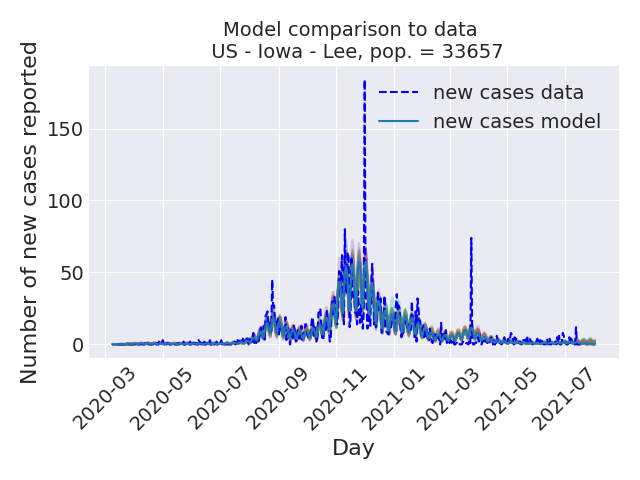 Model comparison to data
US - Iowa - Lee, pop. = 33657
Number of new cases reported
150
100
50
0
new cases data
new cases model
2020-03
2020-05
2020-07
2020-09
2020-11
2021-01
2021-03
2021-05
2021-07
Day